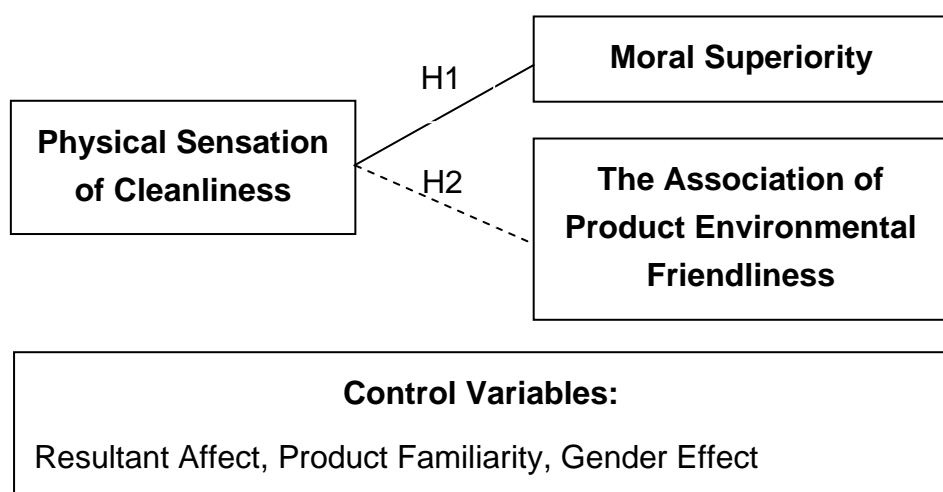 Moral Superiority
H1
Physical Sensation
of Cleanliness
H2
The Association of
Product Environmental
Friendliness
Control Variables:
Resultant Affect, Product Familiarity, Gender Effect